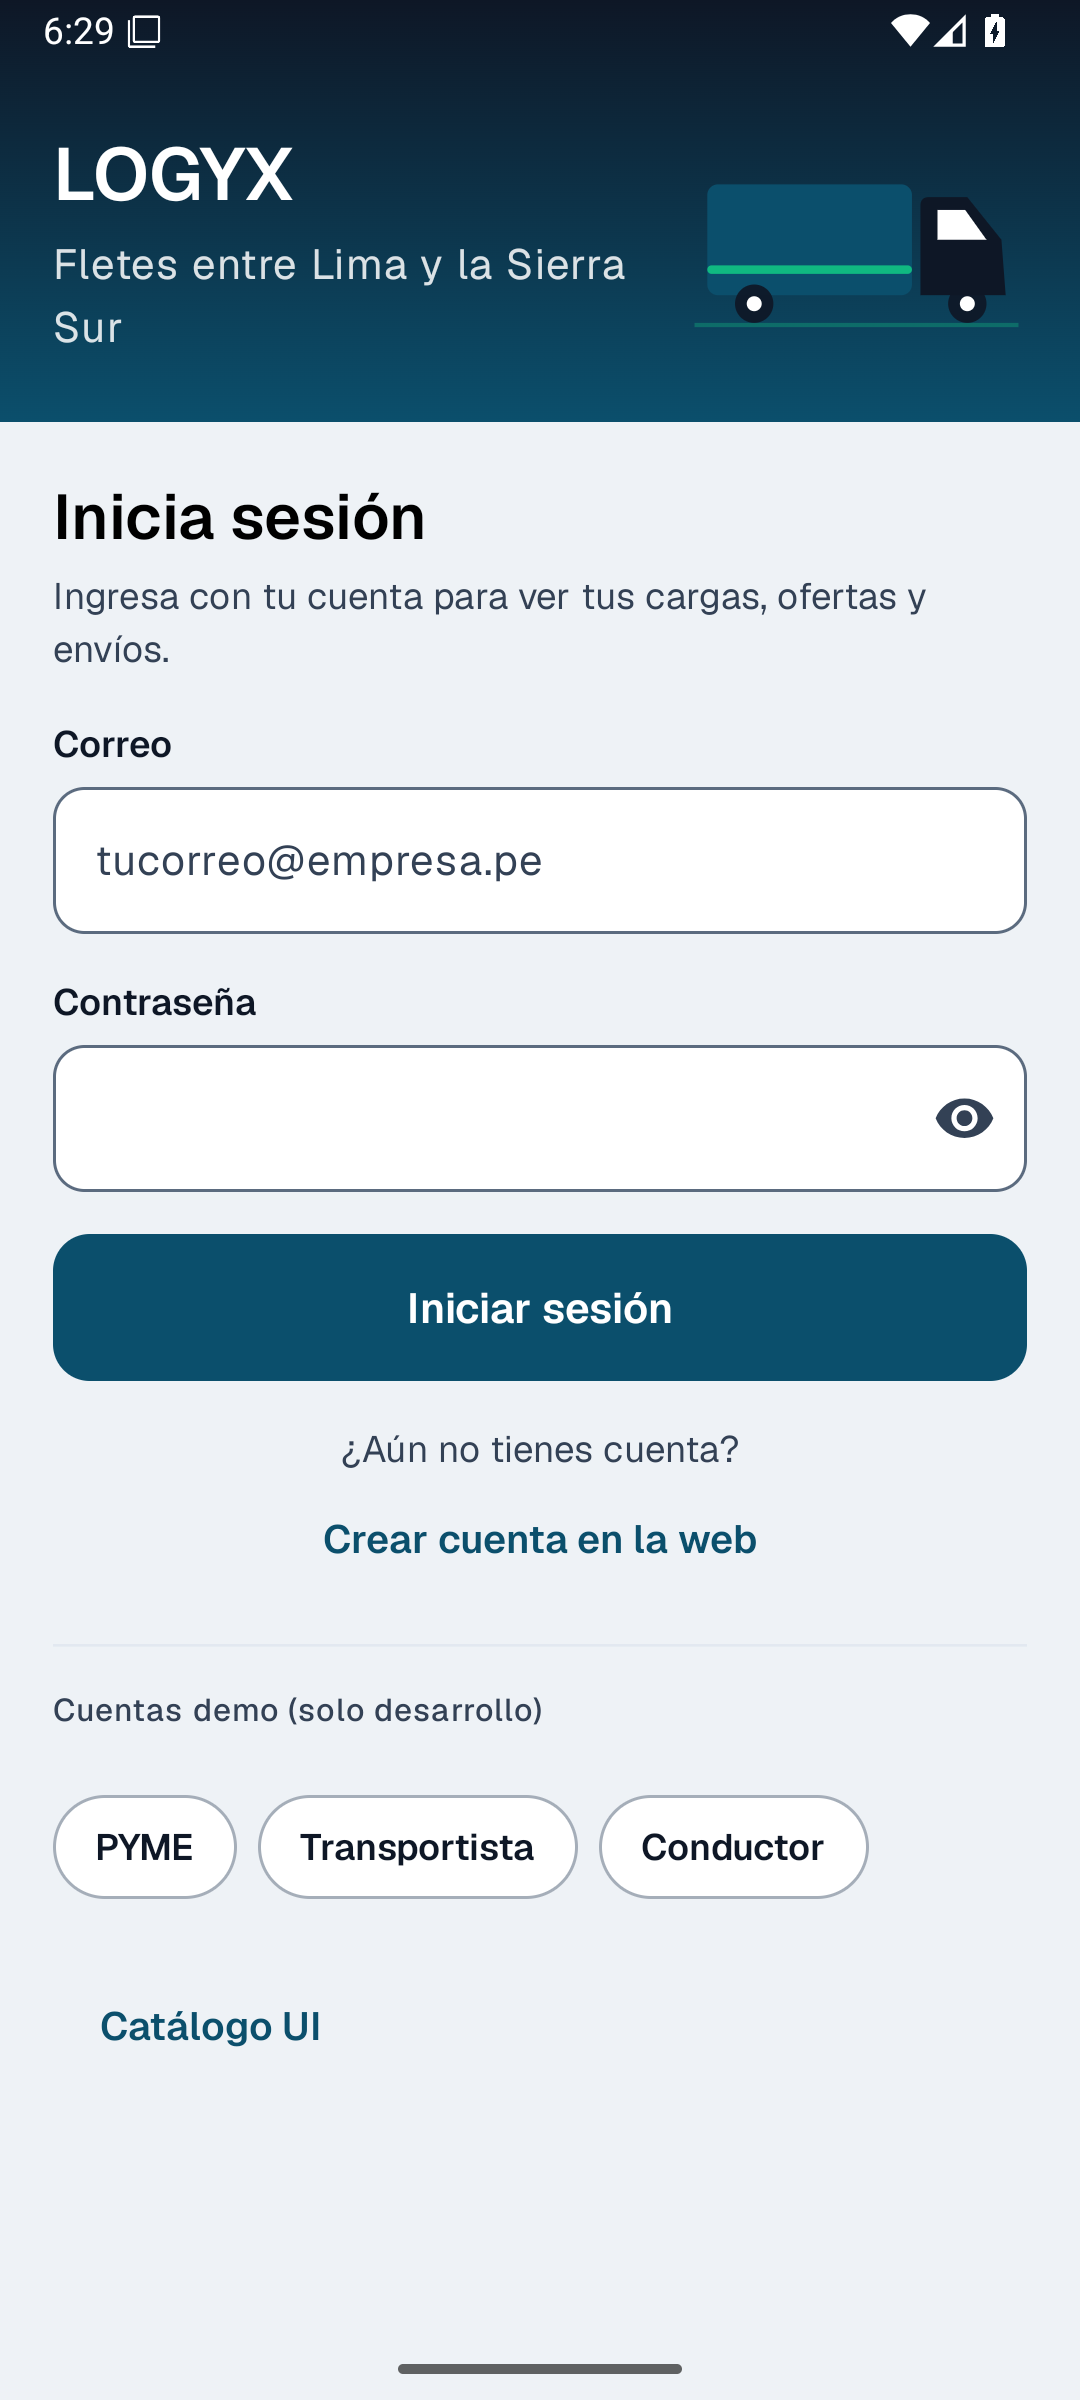 6:29
LOGYX
Fletes entre Lima y la Sierra
Sur
Inicia sesión
Ingresa con tu cuenta para ver tus cargas, ofertas y
envíos.
Correo
tucorreo@empresa.pe
Contraseña
Iniciar sesión
¿Aún no tienes cuenta?
Crear cuenta en la web
Cuentas demo (solo desarrollo)
PYME Transportista Conductor
Catálogo UI